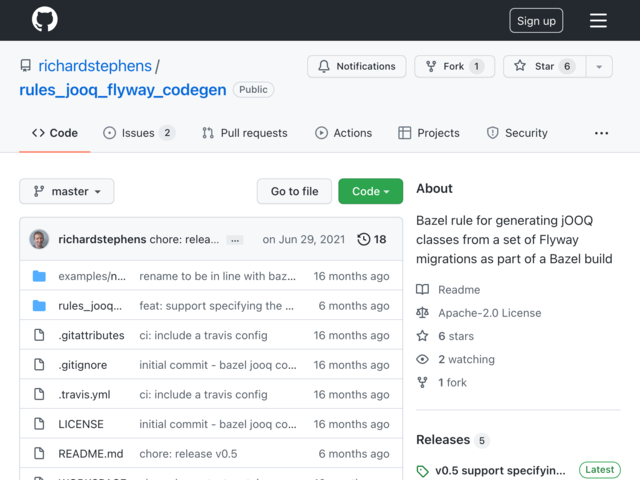 Sign up
richardstephens / Notifications Fork 1 Star 6
rules_jooq_flyway_codegen Public
Code Issues 2 Pull requests Actions Projects Security ...
master Go to file Code
richardstephens chore: relea... ... on Jun 29, 2021 18
examples/n... rename to be in line with baz... 16 months ago
rules_jooq... feat: support specifying the ... 6 months ago
.gitattributes ci: include a travis config 16 months ago
.gitignore initial commit - bazel jooq co... 16 months ago
.travis.yml ci: include a travis config 16 months ago
LICENSE initial commit - bazel jooq co... 16 months ago
README.md chore: release v0.5 6 months ago
About
Bazel rule for generating jOOQ
classes from a set of Flyway
migrations as part of a Bazel build
Readme
Apache-2.0 License
6 stars
2 watching
1 fork
Releases 5
v0.5 support specifyin... Latest